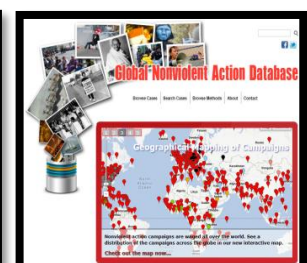 Global Nonviolent Action Database
Browse Cases Search Cases Browse Methods About Contact
Geographical Mapping of Campaigns
Nonviolent action campaigns are waged all over the world. See a
distribution of the campaigns across the globe in our new interactive map.
Check out the map now...